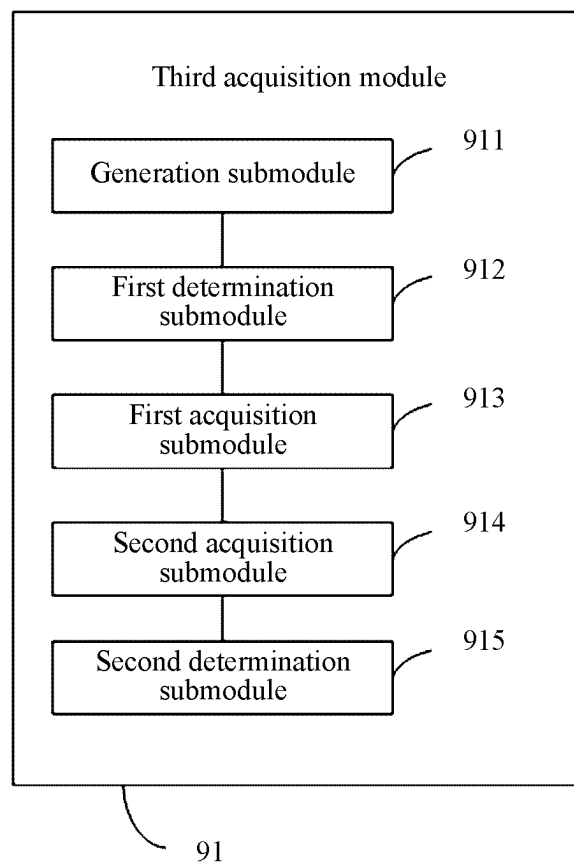 Third acquisition module
911
Generation submodule
912
First determination
submodule
913
First acquisition
submodule
914
Second acquisition
submodule
915
Second determination
submodule
91